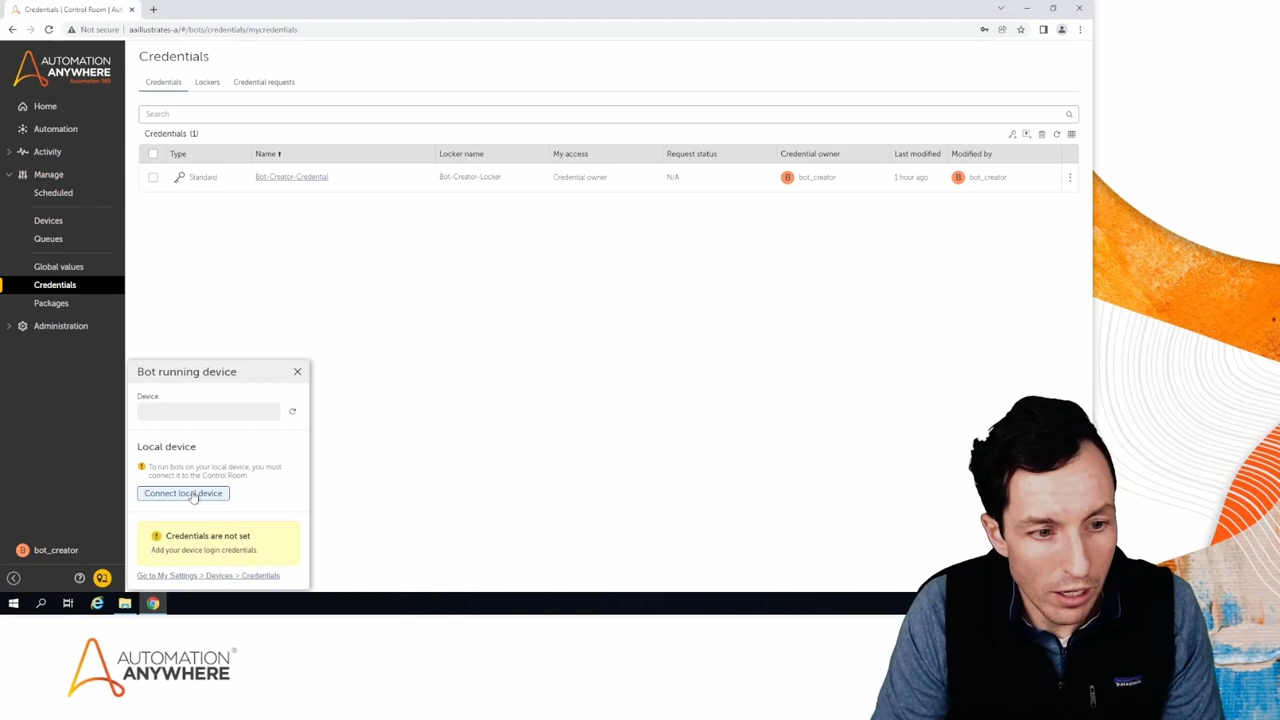 Credentials | Control Room | Aut
Not secure
aaillustrates-a/#/bots/credentials/mycredentials
AUTOMATION
ANYWHERE
Automation 360
Home
Automation
Activity
Manage
Scheduled
Devices
Queues
Global values
Credentials
Packages
Administration
bot_creator
Credentials
Credentials Lockers Credential requests
Search
Credentials (1)
Type Name Locker name My access Request status Credential owner Last modified Modified by
Standard Bot-Creator-Credential Bot-Creator-Locker Credential owner N/A B bot_creator 1 hour ago B bot_creator
Bot running device
Device
Local device
To run bots on your local device, you must
connect it to the Control Room.
Connect local device
Credentials are not set
Add your device login credentials.
Go to My Settings > Devices > Credentials
B
AUTOMATION
ANYWHERE®
patagonia